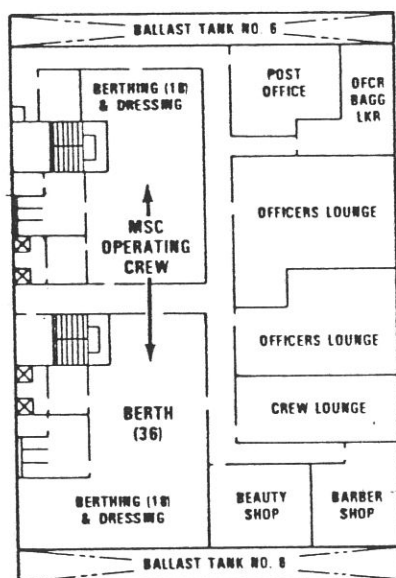 BALLAST TANK NO. 6
BERTHING (18)
& DRESSING
POST
OFFICE
OFCR
BAGG
LKR
MSC
OPERATING
CREW
OFFICERS LOUNGE
OFFICERS LOUNGE
BERTH
(36)
CREW LOUNGE
BERTHING (18)
& DRESSING
BEAUTY
SHOP
BARBER
SHOP
BALLAST TANK NO. 8